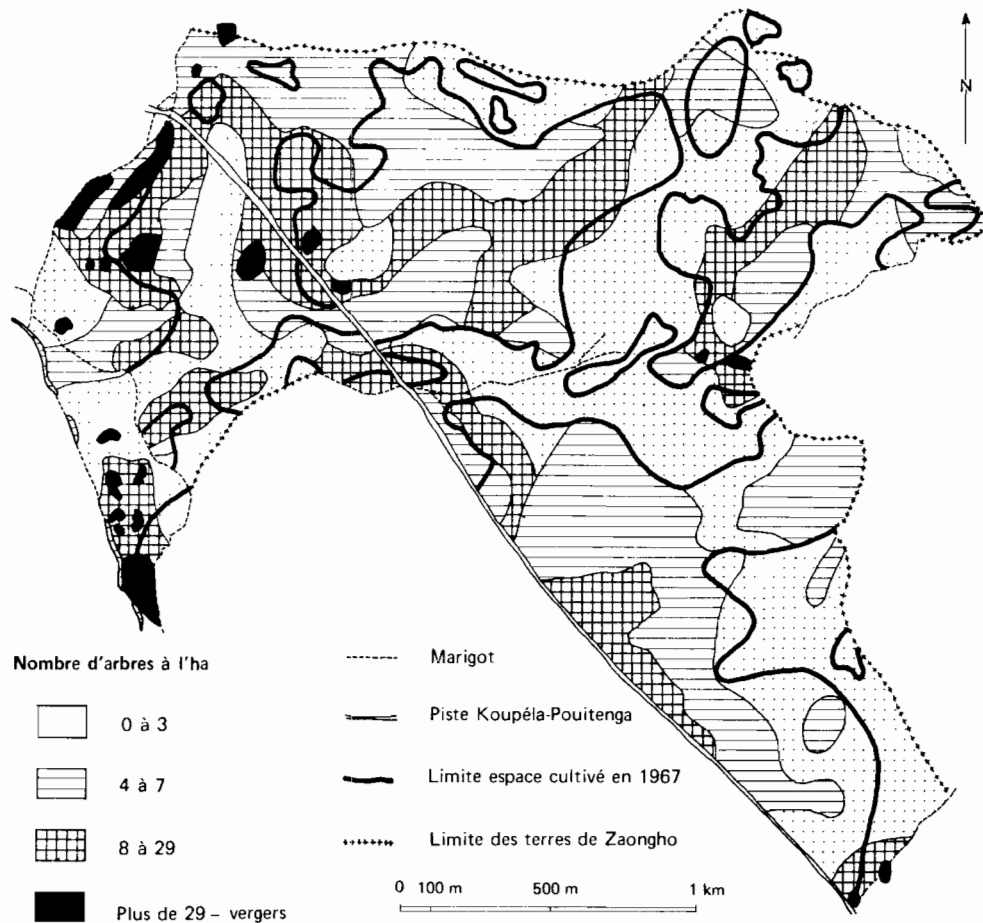 N
Nombre d'arbres à l'ha
0 à 3
4 à 7
8 à 29
Plus de 29 – vergers
Marigot
Piste Koupéla-Pouitenga
Limite espace cultivé en 1967
Limite des terres de Zaongho
0 100 m 500 m 1 km